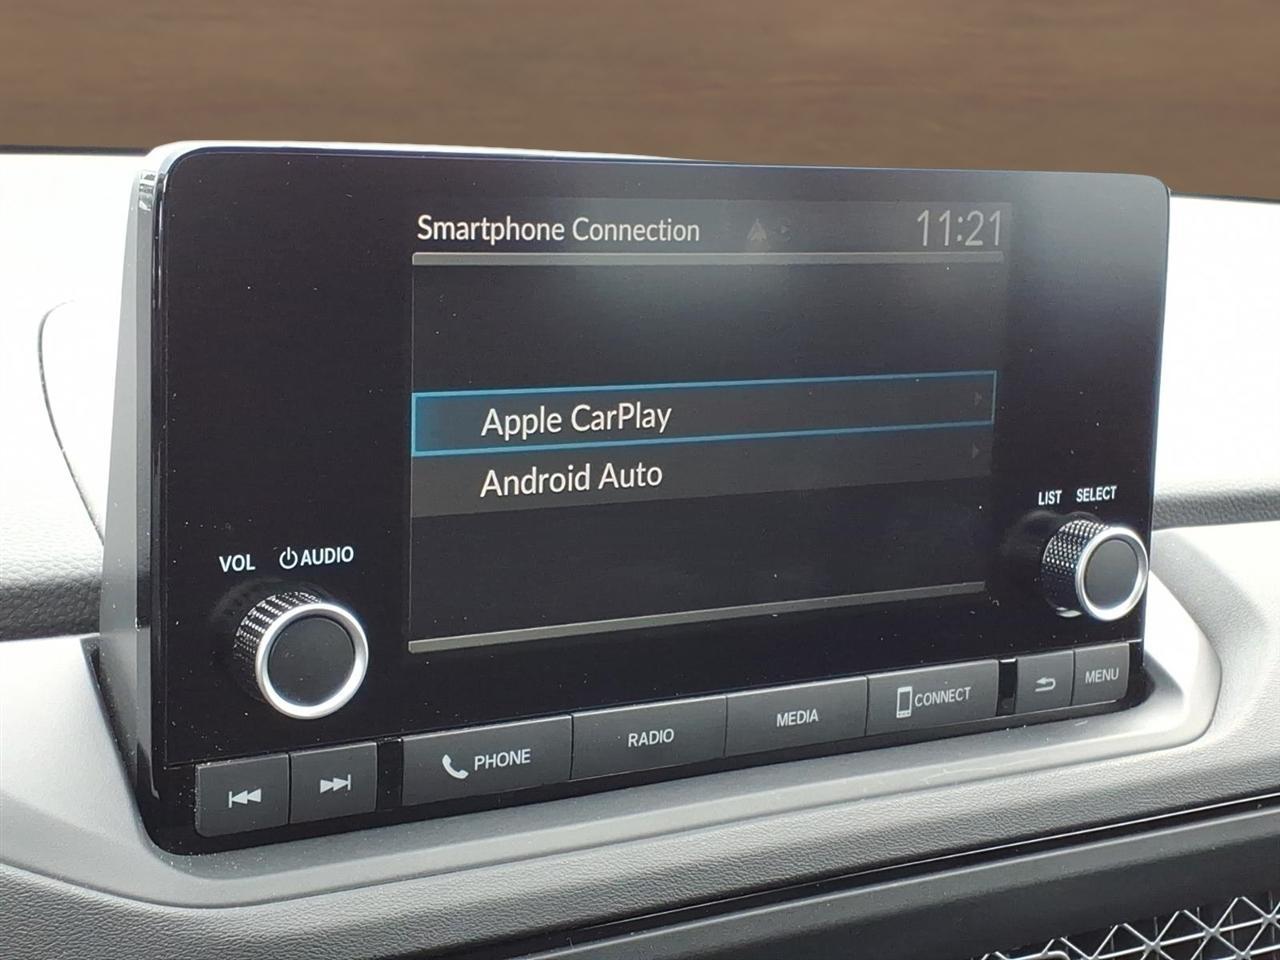 Smartphone Connection 11:21
Apple CarPlay
Android Auto
LIST SELECT
VOL AUDIO
PHONE RADIO MEDIA CONNECT MENU